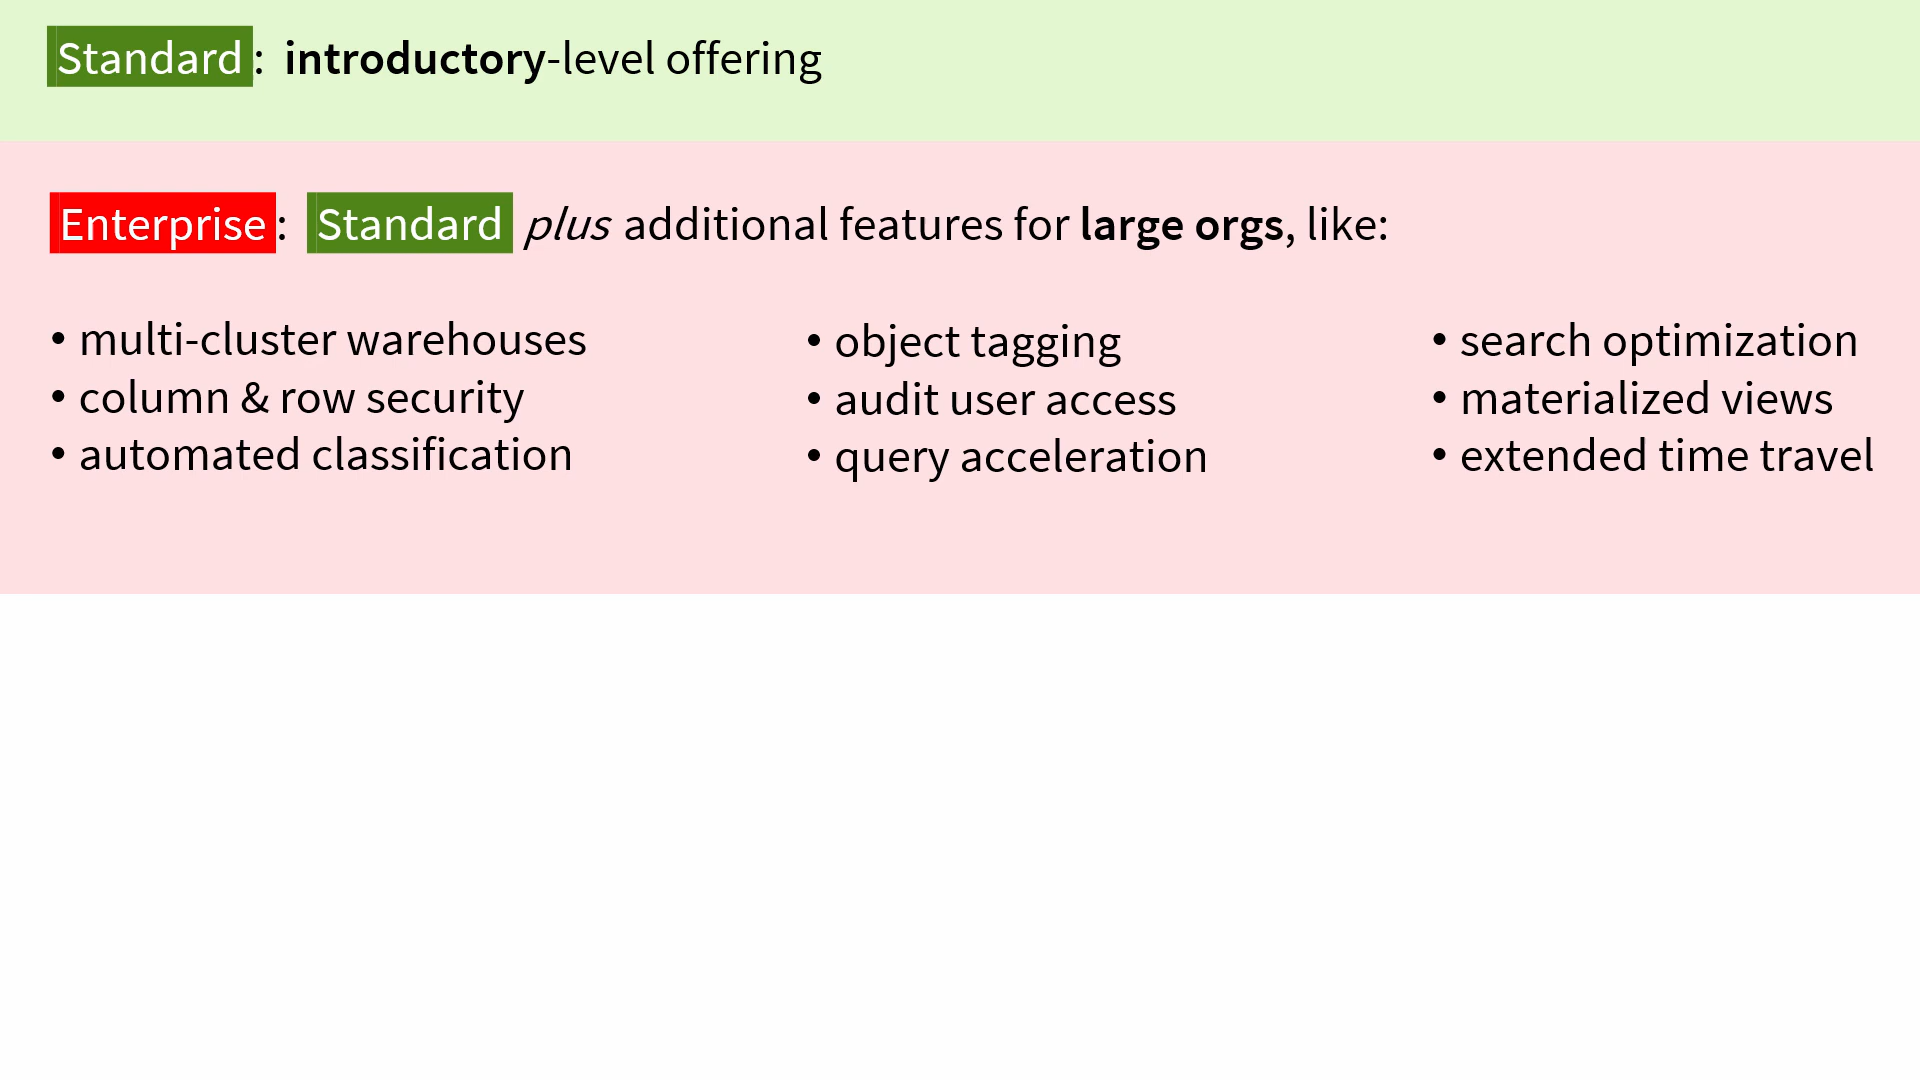 Standard: introductory-level offering
Enterprise: Standard plus additional features for large orgs, like:
• multi-cluster warehouses
• column & row security
• automated classification
• object tagging
• audit user access
• query acceleration
• search optimization
• materialized views
• extended time travel